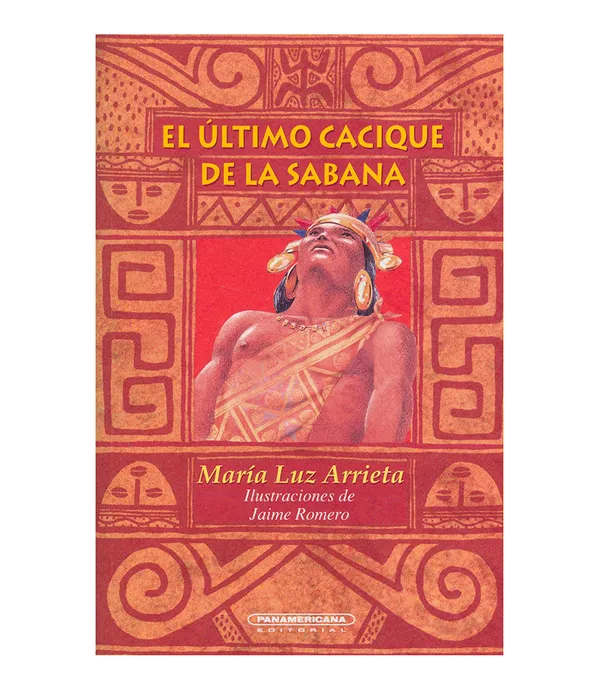 EL ÚLTIMO CACIQUE
DE LA SABANA
María Luz Arrieta
Ilustraciones de
Jaime Romero
PANAMERICANA
EDITORIAL